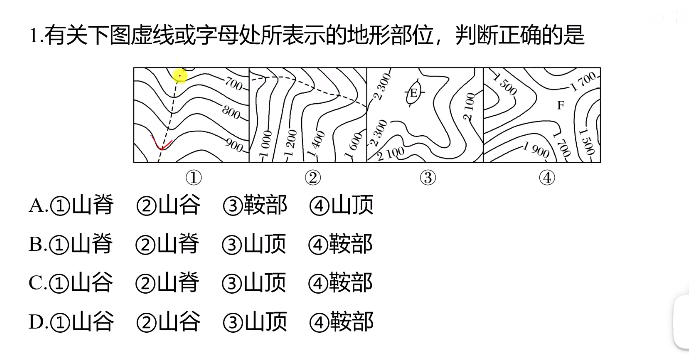 1.有关下图虚线或字母处所表示的地形部位，判断正确的是
700 800 900 1 000 1 200 1 400 1 600 2 300 E 2 300 2 100 2 100 1 500 1 700 F 1 900 1 700 1 500
① ② ③ ④
A.①山脊 ②山谷 ③鞍部 ④山顶
B.①山脊 ②山脊 ③山顶 ④鞍部
C.①山谷 ②山脊 ③山顶 ④鞍部
D.①山谷 ②山谷 ③山顶 ④鞍部